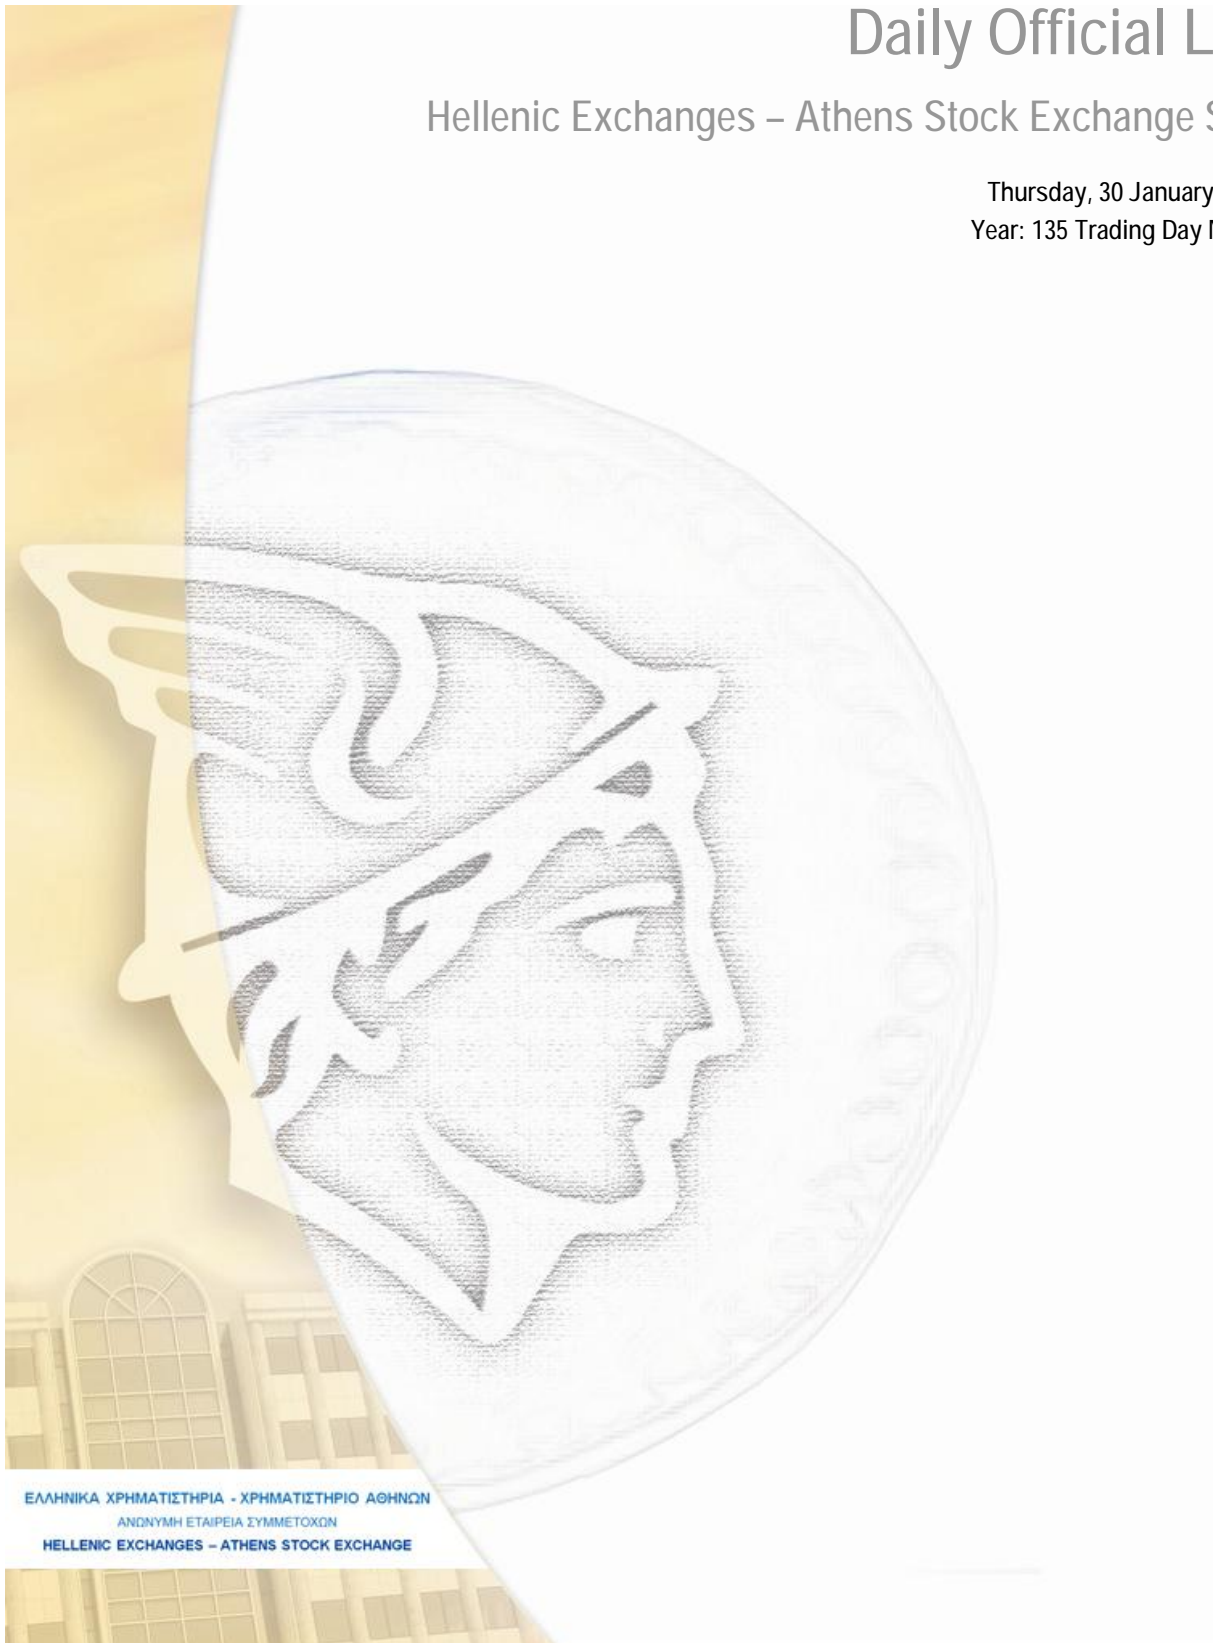 Daily Official L
Hellenic Exchanges – Athens Stock Exchange S
Thursday, 30 January
Year: 135 Trading Day
ΕΛΛΗΝΙΚΑ ΧΡΗΜΑΤΙΣΤΗΡΙΑ - ΧΡΗΜΑΤΙΣΤΗΡΙΟ ΑΘΗΝΩΝ
ΑΝΩΝΥΜΗ ΕΤΑΙΡΕΙΑ ΣΥΜΜΕΤΟΧΩΝ
HELLENIC EXCHANGES – ATHENS STOCK EXCHANGE